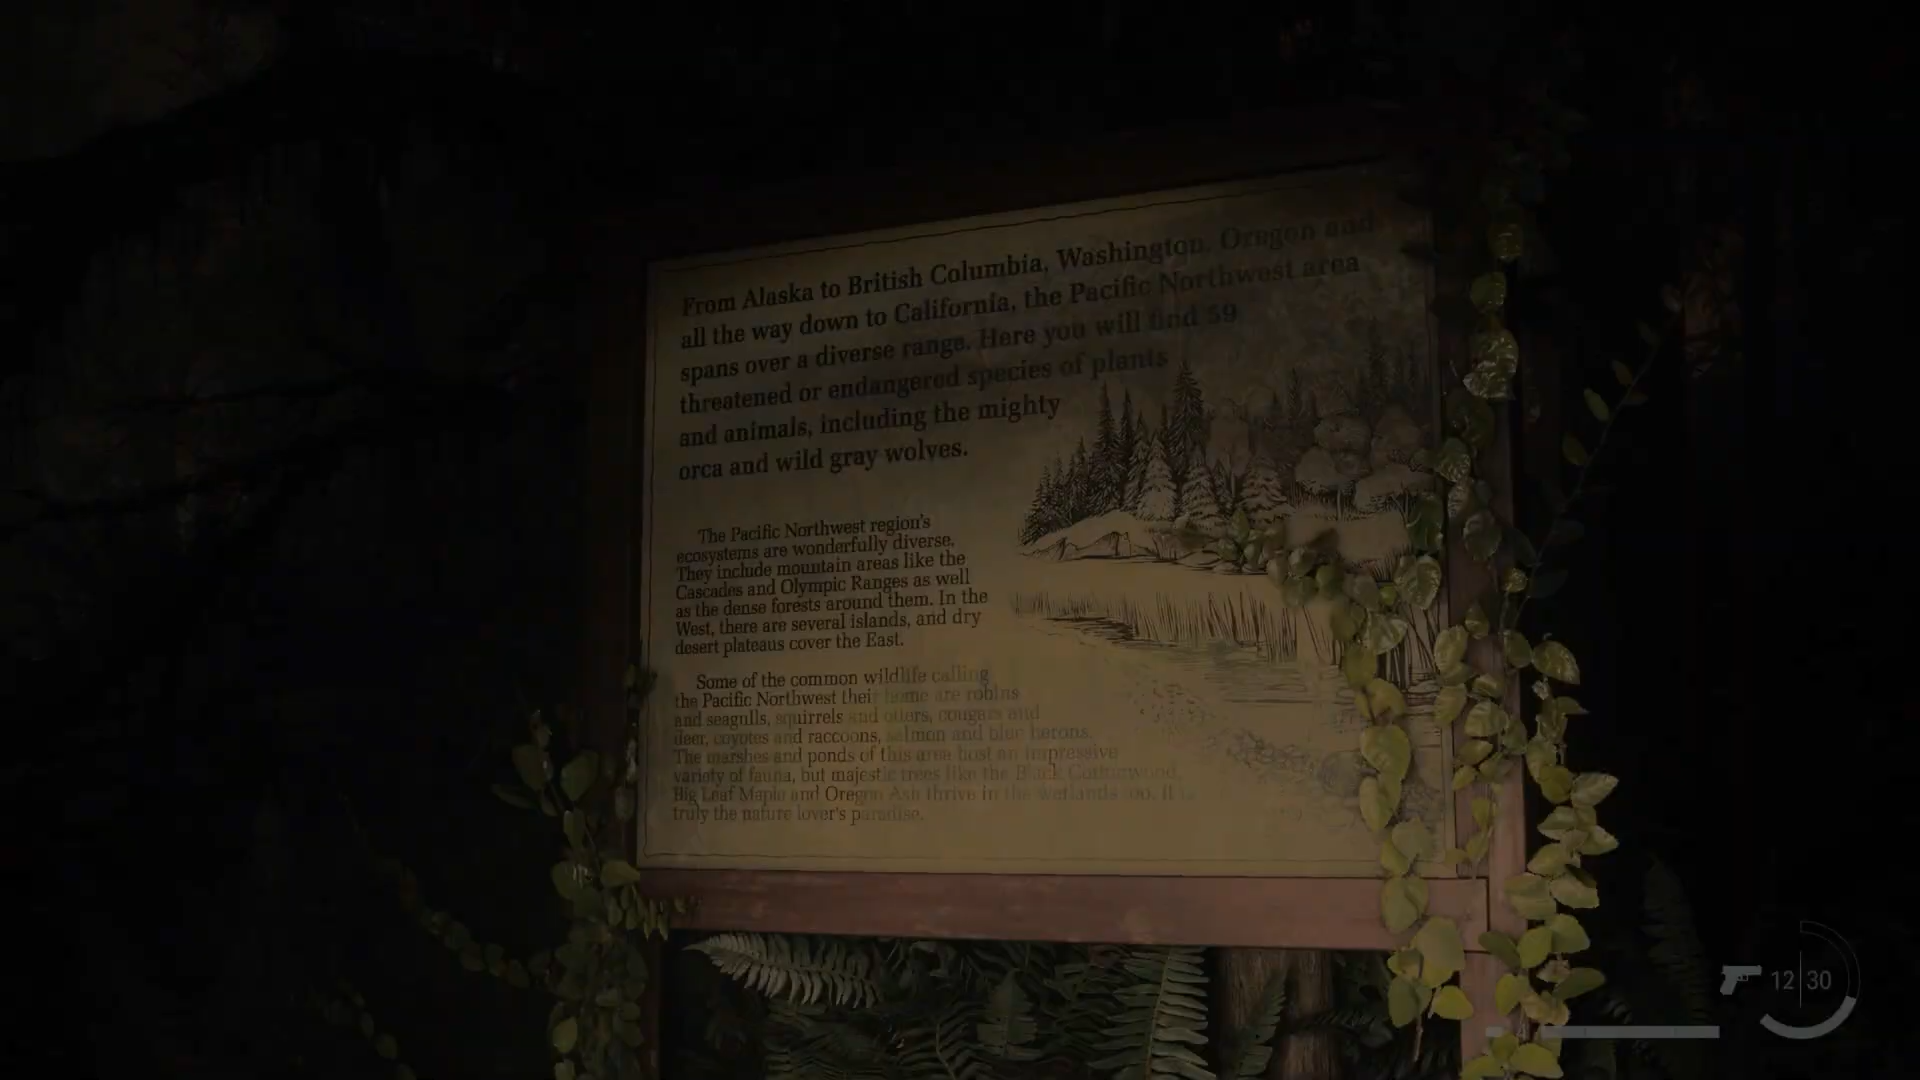 From Alaska to British Columbia, Washington, Oregon and
all the way down to California, the Pacific Northwest area
spans over a diverse range. Here you will find 59
threatened or endangered species of plants
and animals, including the mighty
orca and wild gray wolves.
The Pacific Northwest region's
ecosystems are wonderfully diverse.
They include mountain areas like the
Cascades and Olympic Ranges as well
as the dense forests around them. In the
West, there are several islands, and dry
desert plateaus cover the East.
Some of the common wildlife calling
the Pacific Northwest their home are robins
and seagulls, squirrels and otters, cougars and
deer, coyotes and raccoons, salmon and blue herons.
The marshes and ponds of this area host an impressive
variety of fauna, but majestic trees like the Black Cottonwood,
Big Leaf Maple and Oregon Ash thrive in the wetlands too. It is
truly the nature lover's paradise.
12 30